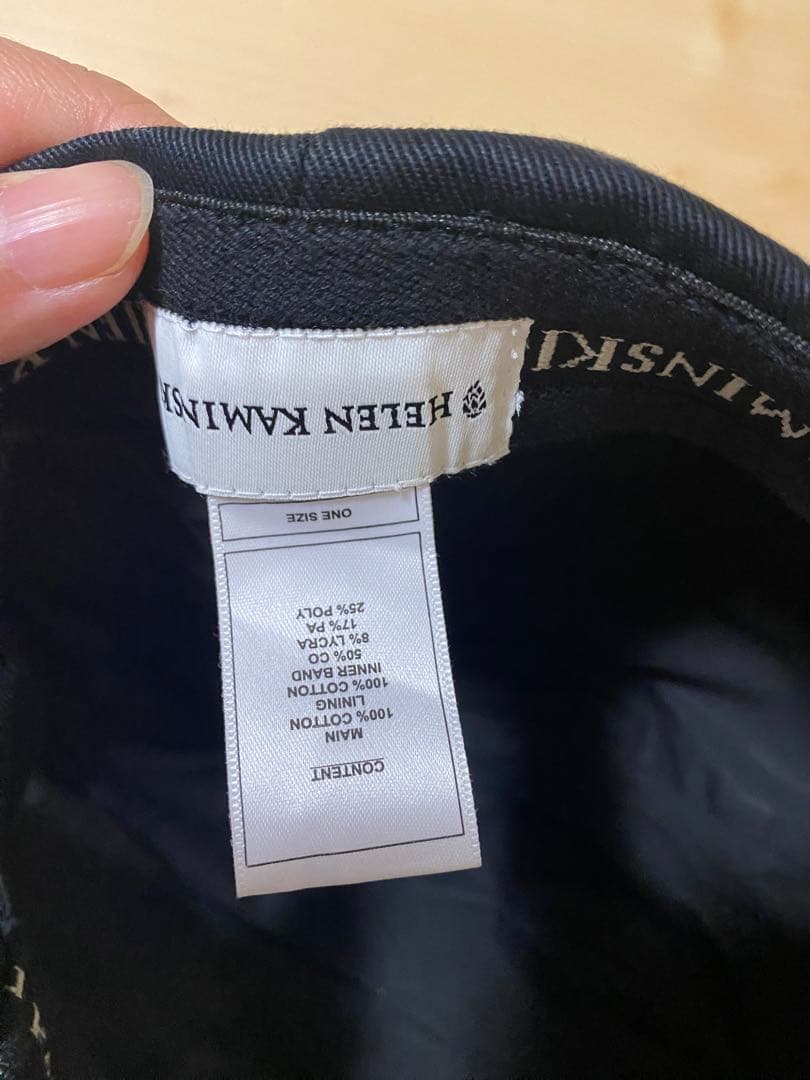 CONTENT
MAIN
100% COTTON
LINING
100% COTTON
INNER BAND
50% CO
8% LYCRA
17% PA
25% POLY
ONE SIZE
HELEN KAMINSKI
MINSKI